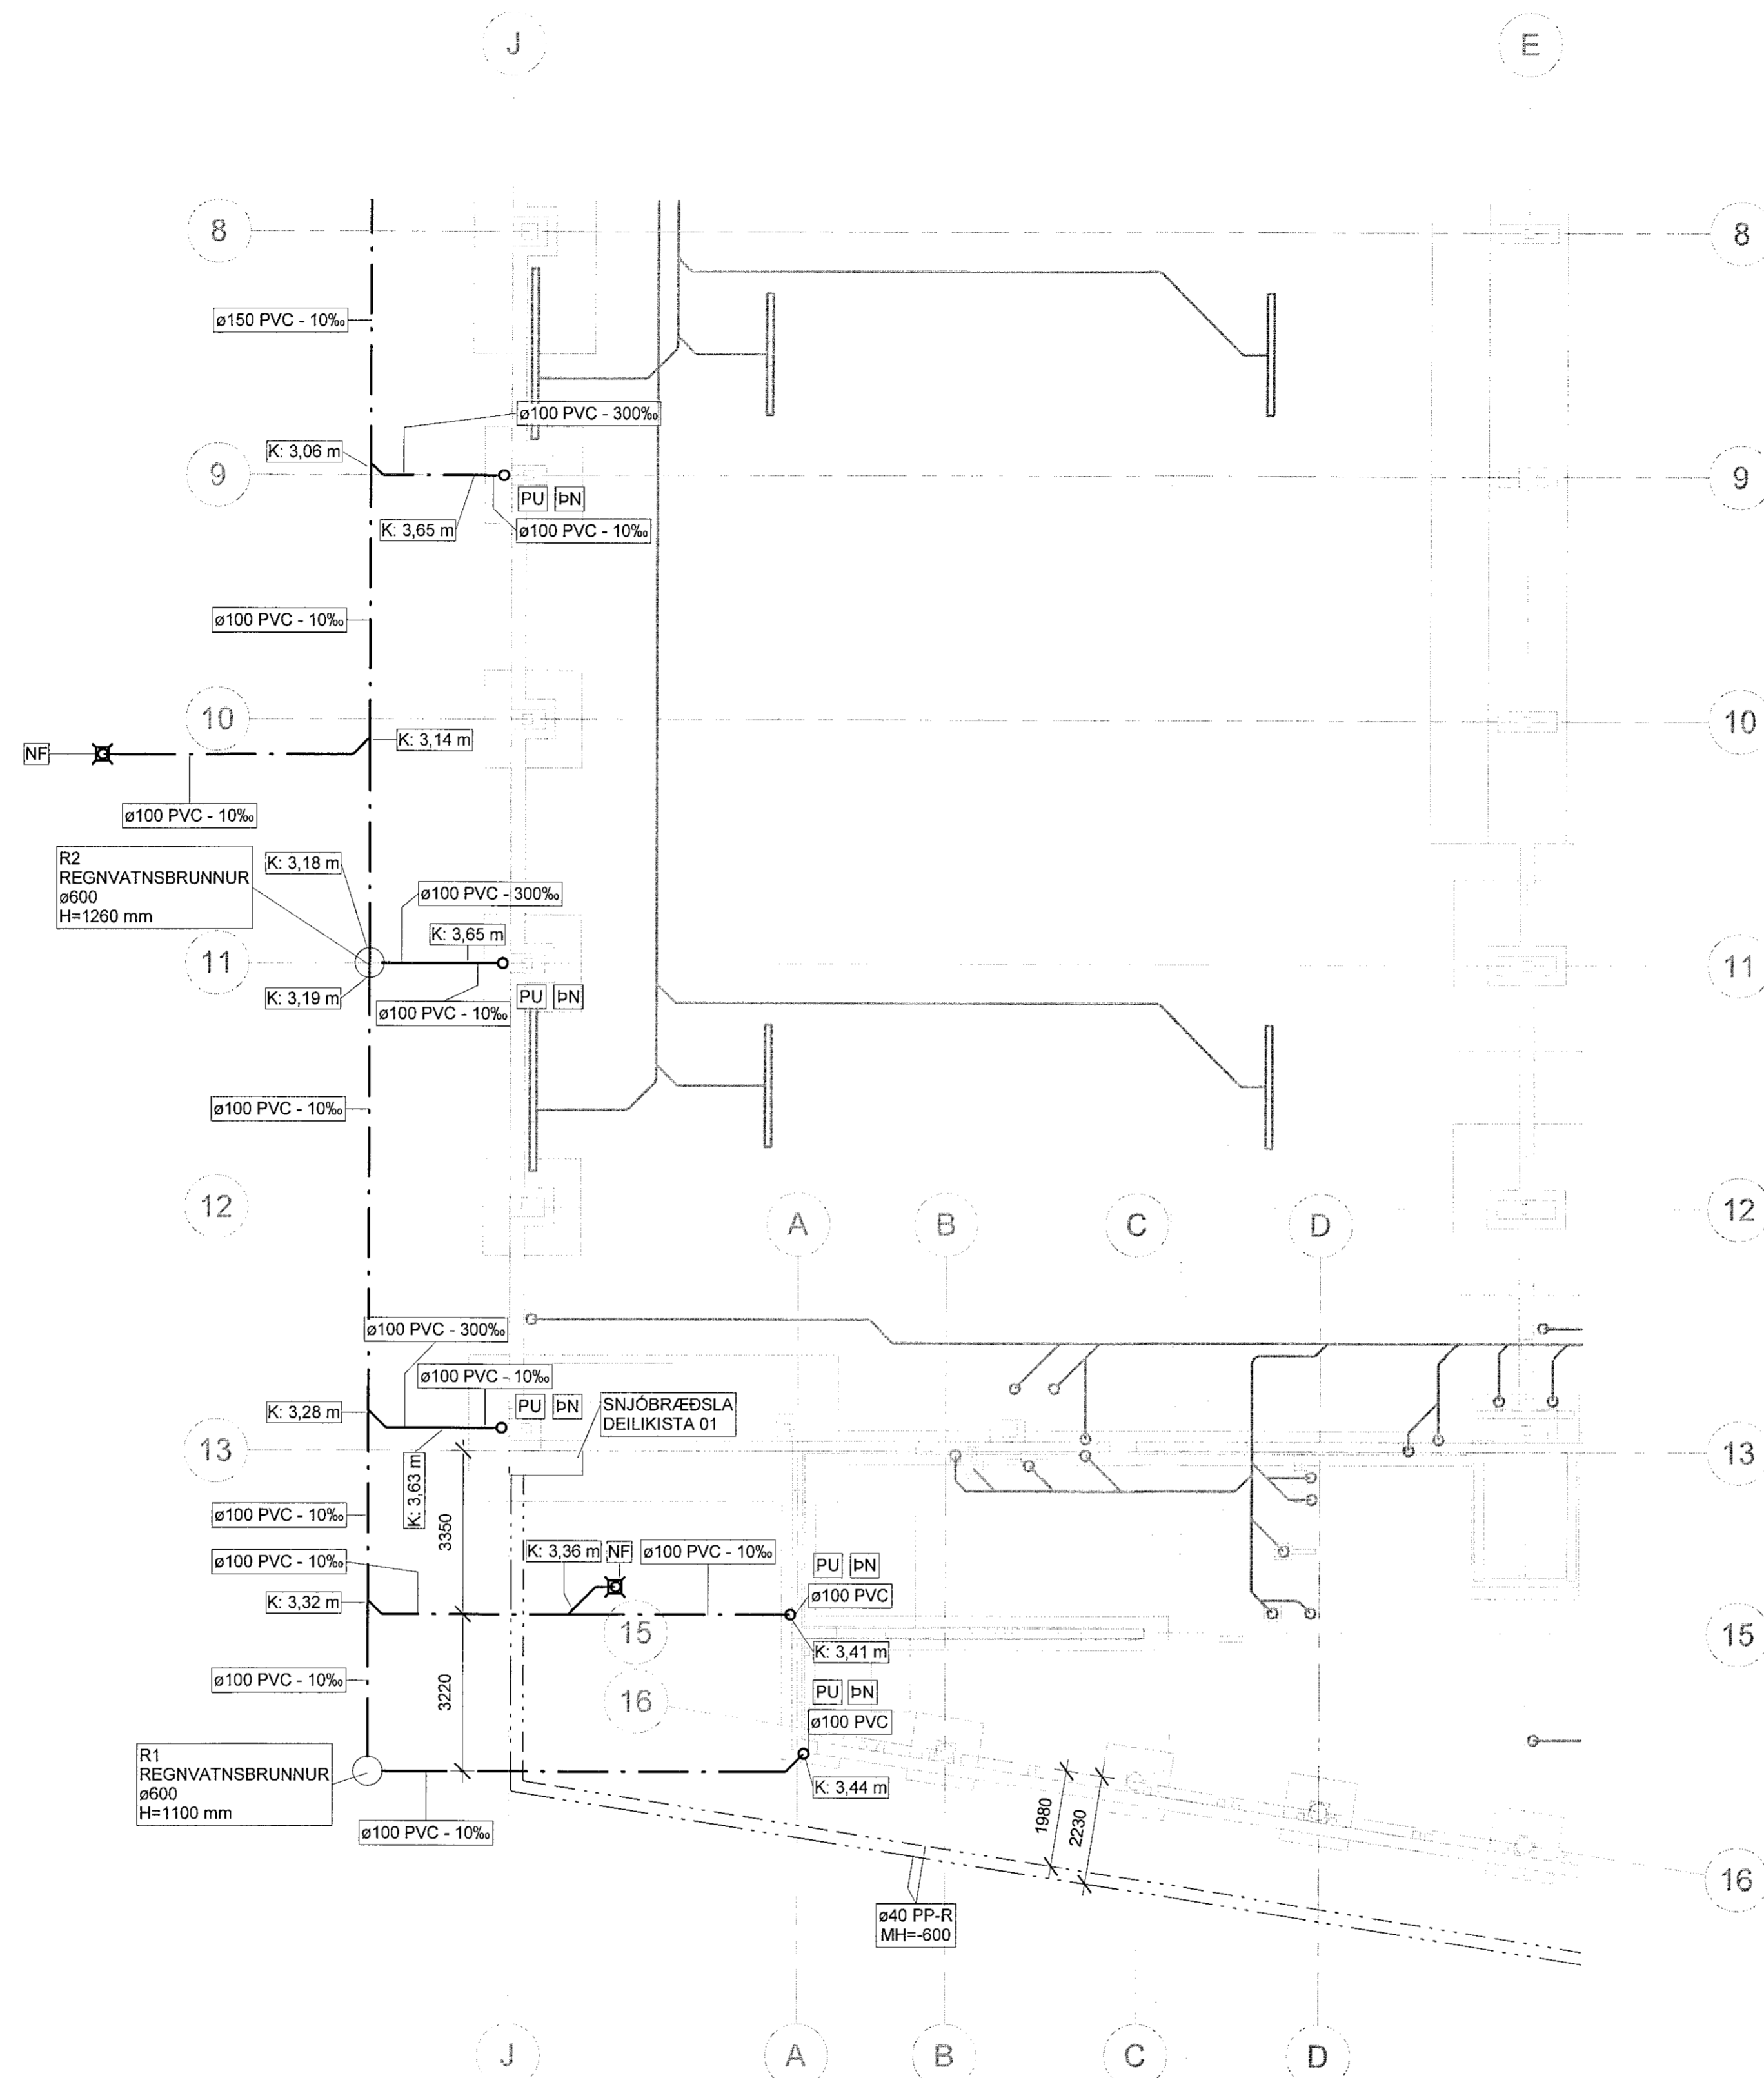 J
E
8
8
ø150 PVC - 10‰
ø100 PVC - 300‰
K: 3,06 m
9
9
PU
ÞN
K: 3,65 m
ø100 PVC - 10‰
ø100 PVC - 10‰
10
10
K: 3,14 m
NF
ø100 PVC - 10‰
R2
REGNVATNSBRUNNUR
ø600
H=1260 mm
K: 3,18 m
ø100 PVC - 300‰
K: 3,65 m
11
11
K: 3,19 m
PU
ÞN
ø100 PVC - 10‰
ø100 PVC - 10‰
12
12
A
B
C
D
ø100 PVC - 300‰
ø100 PVC - 10‰
K: 3,28 m
PU
ÞN
SNJÓBRÆÐSLA
DEILIKISTA 01
13
13
K: 3,63 m
3350
ø100 PVC - 10‰
ø100 PVC - 10‰
K: 3,36 m
NF
ø100 PVC - 10‰
PU
ÞN
ø100 PVC
K: 3,32 m
15
15
K: 3,41 m
ø100 PVC - 10‰
3220
16
PU
ÞN
ø100 PVC
R1
REGNVATNSBRUNNUR
ø600
H=1100 mm
K: 3,44 m
ø100 PVC - 10‰
1980
2230
16
ø40 PP-R
MH=-600
J
A
B
C
D